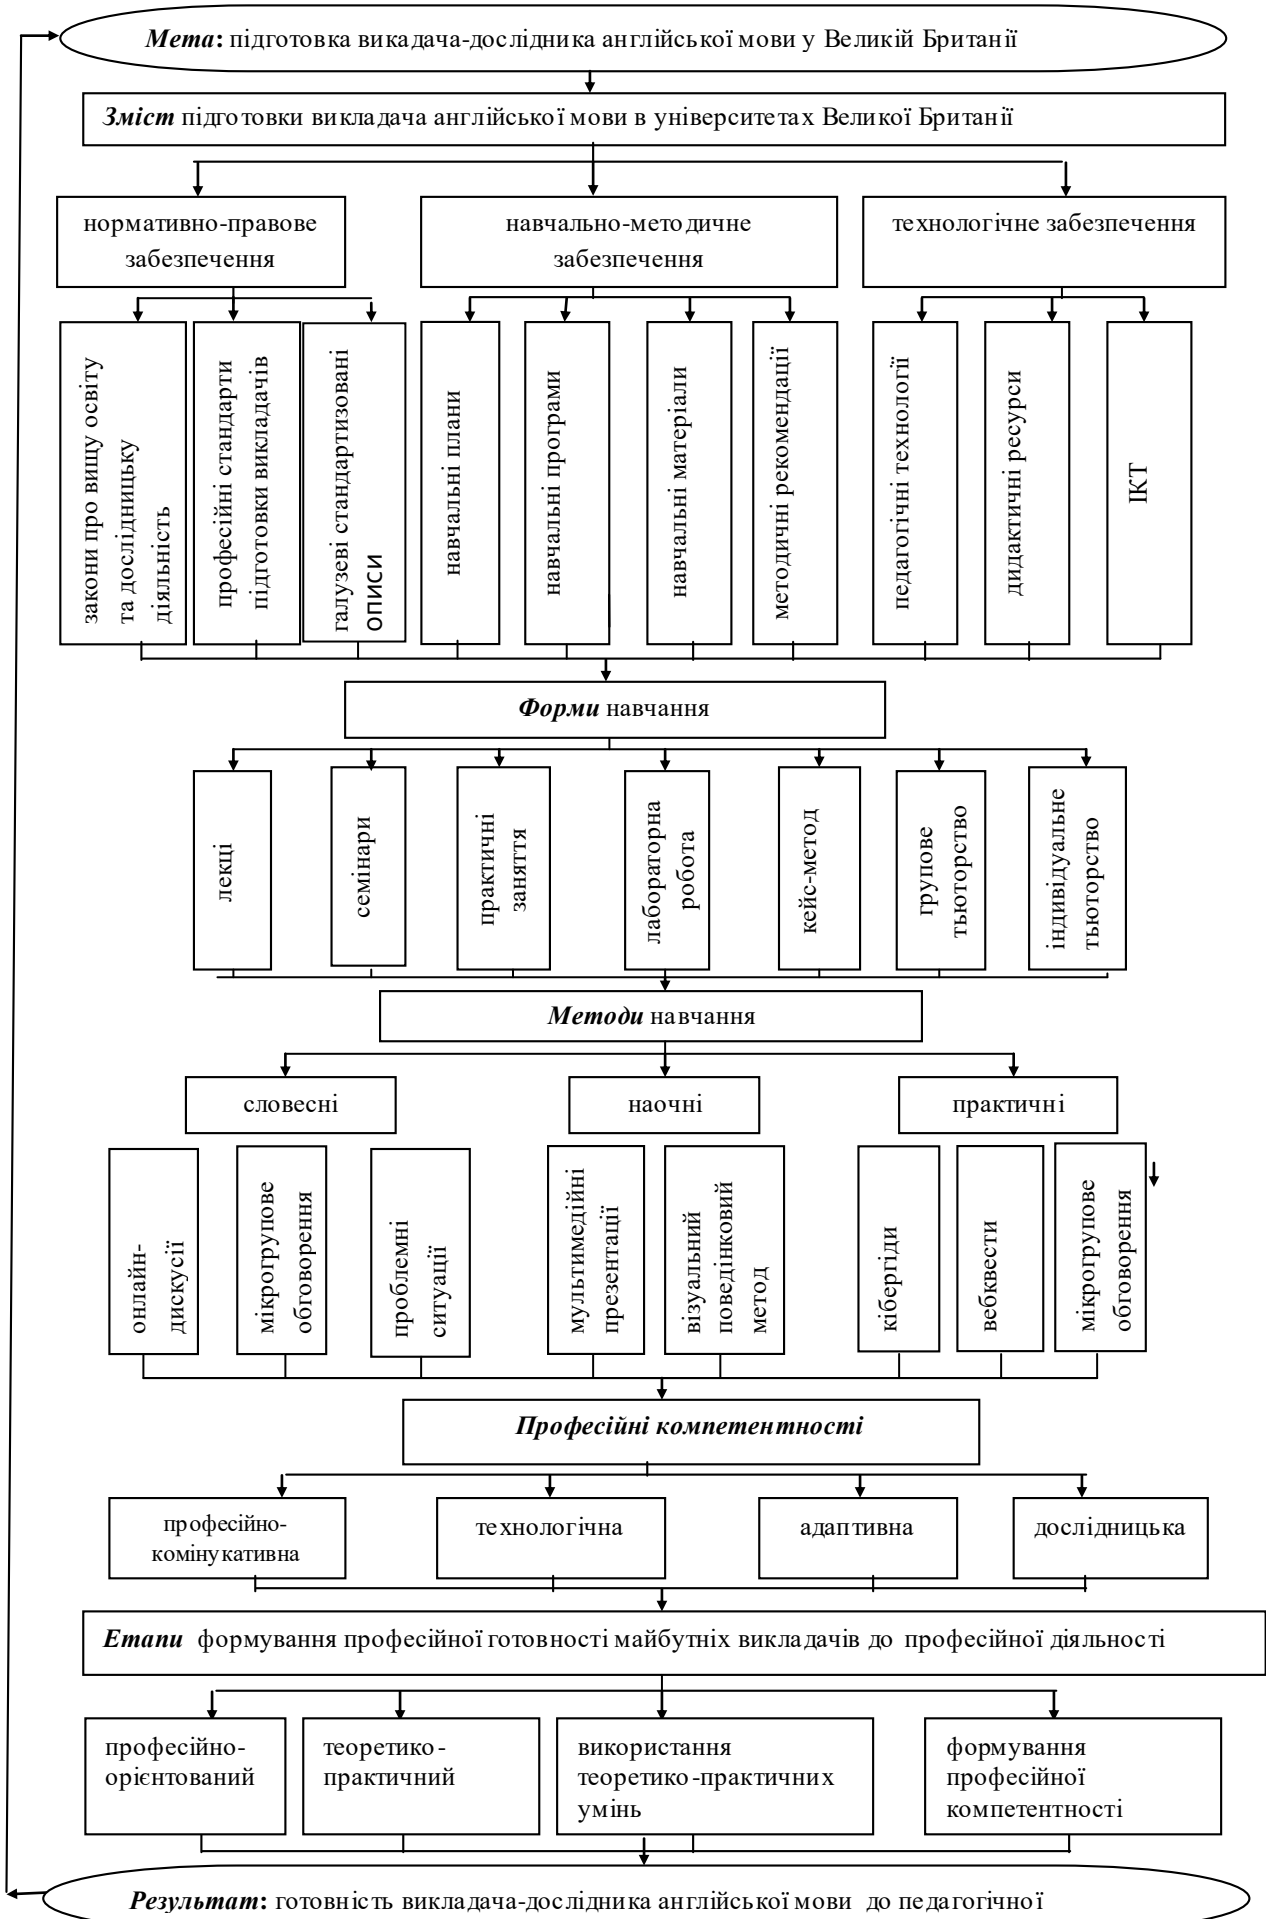 Мета: підготовка викадача-дослідника англійської мови у Великій Британії
Зміст підготовки викладача англійської мови в університетах Великої Британії
нормативно-правове
забезпечення
навчально-методичне
забезпечення
технологічне забезпечення
закони про вищу освіту
та дослідницьку
діяльність
професійні стандарти
підготовки викладачів
галузеві стандартизовані
описи
навчальні плани
навчальні програми
навчальні матеріали
методичні рекомендації
педагогічні технології
дидактичні ресурси
ІКТ
Форми навчання
лекці
семінари
практичні
заняття
лабораторна
робота
кейс-метод
групове
тьюторство
індивідуальне
тьюторство
Методи навчання
словесні
наочні
практичні
онлайн-
дискусії
мікрогрупове
обговорення
проблемні
ситуації
мультимедійні
презентації
візуальний
поведінковий
метод
кібергіди
вебквести
мікрогрупове
обговорення
Професійні компетентності
професійно-
комінукативна
технологічна
адаптивна
дослідницька
Етапи формування професійної готовності майбутніх викладачів до професійної діяльності
професійно-
орієнтований
теоретико-
практичний
використання
теоретико-практичних
умінь
формування
професійної
компетентності
Результат: готовність викладача-дослідника англійської мови до педагогічної